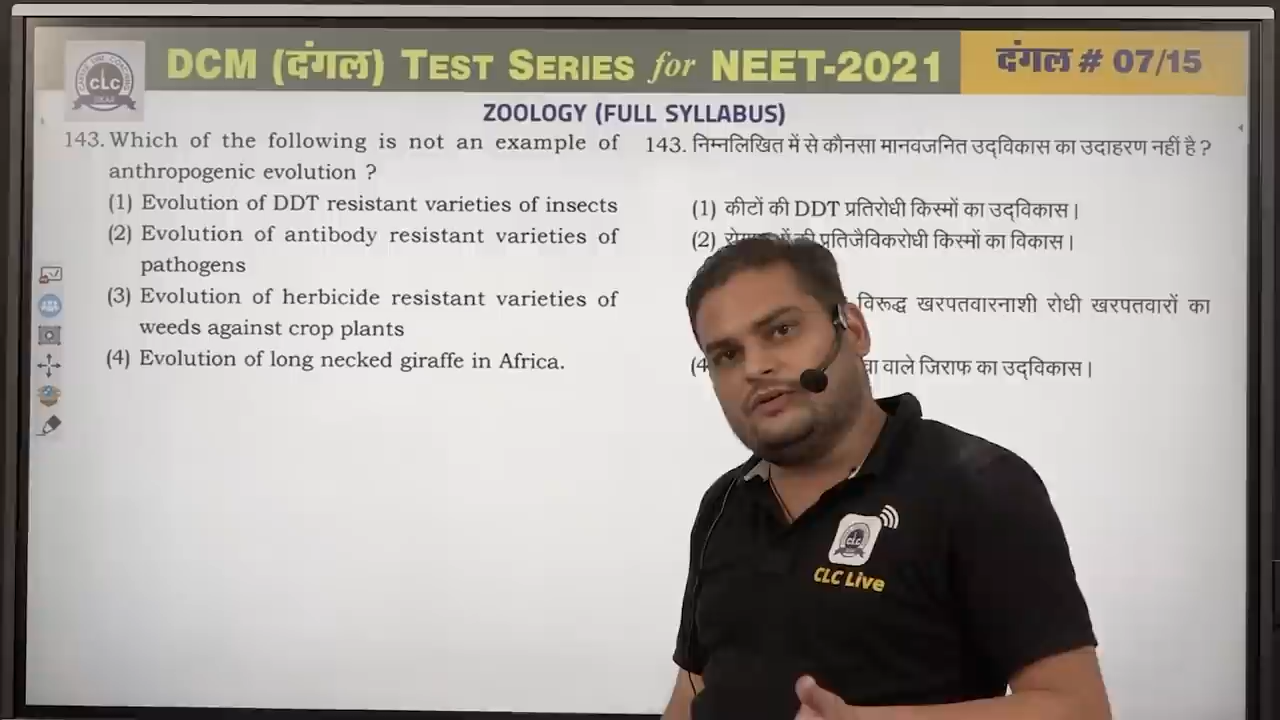 DCM (दंगल) TEST SERIES for NEET-2021
दंगल # 07/15
CLC
ZOOLOGY (FULL SYLLABUS)
143. Which of the following is not an example of
anthropogenic evolution ?
(1) Evolution of DDT resistant varieties of insects
(2) Evolution of antibody resistant varieties of
pathogens
(3) Evolution of herbicide resistant varieties of
weeds against crop plants
(4) Evolution of long necked giraffe in Africa.
143. निम्नलिखित में से कौनसा मानवजनित उद्विकास का उदाहरण नहीं है ?
(1) कीटों की DDT प्रतिरोधी किस्मों का उद्विकास।
(2) की प्रतिजैविकरोधी किस्मों का विकास।
विरूद्ध खरपतवारनाशी रोधी खरपतवारों का
(4 वाले जिराफ का उद्विकास।
CLC
CLC Live